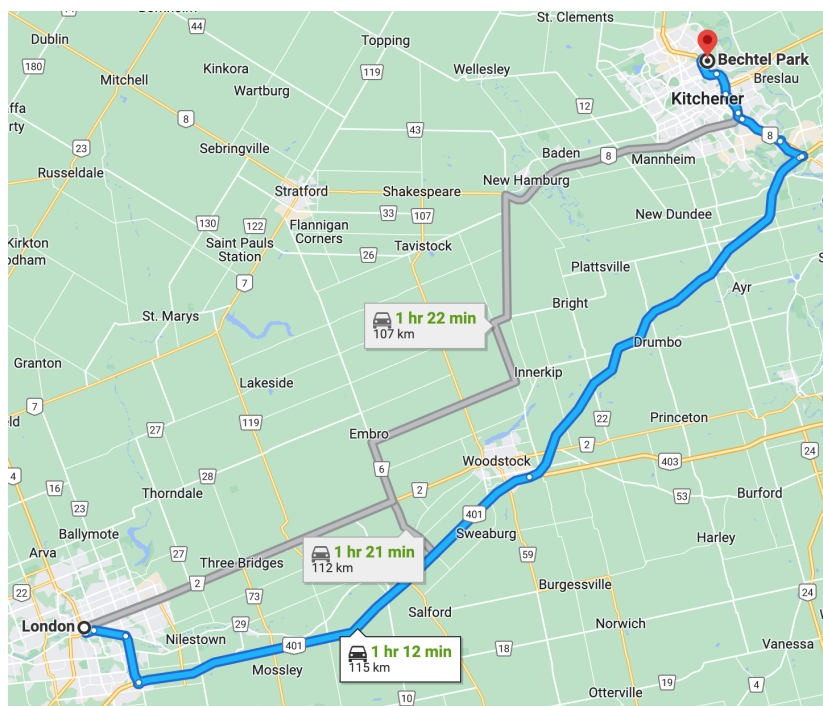 St. Clements
44
Dublin
Topping
Bechtel Park
180
Kinkora
119
Wellesley
Breslau
Mitchell
Wartburg
Kitchener
12
8
43
8
23
Sebringville
Baden
8
Mannheim
Russeldale
New Hamburg
Stratford
Shakespeare
130
122
33
107
New Dundee
Flannigan
Corners
Kirkton
Saint Pauls
Station
Tavistock
26
Plattsville
7
Ayr
1 hr 22 min
107 km
Bright
St. Marys
Drumbo
Granton
Innerkip
Lakeside
7
22
Princeton
119
27
Embro
2
24
4
6
Woodstock
403
28
16
Thorndale
2
53
Burford
23
401
Ballymote
Sweaburg
Harley
Arva
27
1 hr 21 min
112 km
Three Bridges
59
22
2
Burgessville
73
24
Salford
London
29
Norwich
Nilestown
401
1 hr 12 min
115 km
18
Vanessa
Mossley
19
4
10
Otterville